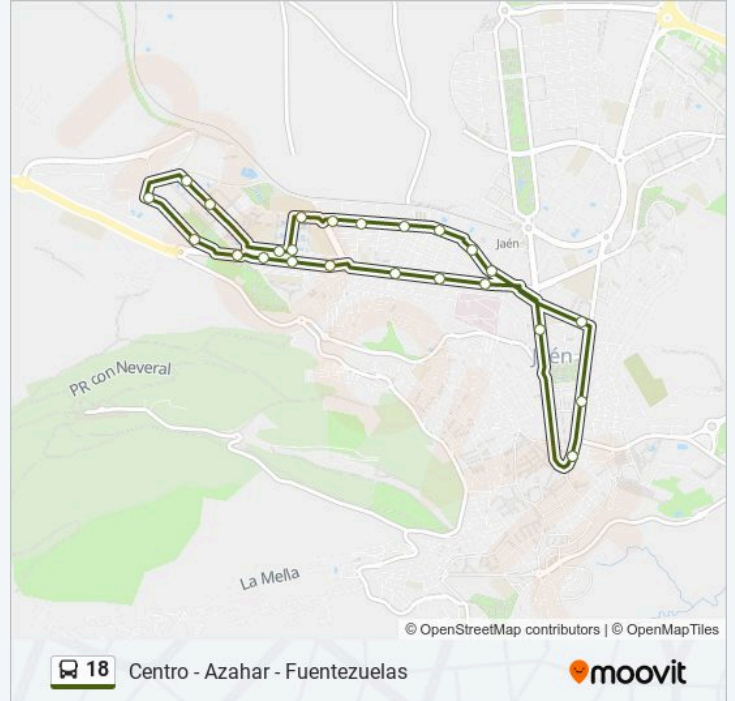 Jaén
Jaén
PR con Neveral
La Mella
© OpenStreetMap contributors | © OpenMapTiles
18 Centro - Azahar - Fuentezuelas
moovit